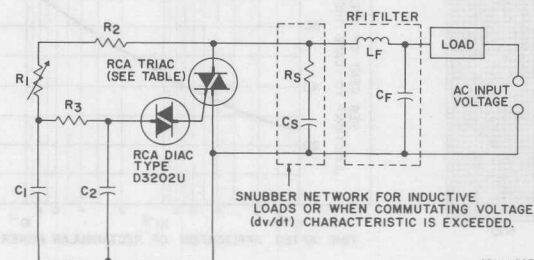 RFI FILTER
R2
RCA TRIAC
(SEE TABLE)
LF
LOAD
R1
RS
CF
AC INPUT
VOLTAGE
R3
CS
RCA DIAC
TYPE
D3202U
C1
C2
SNUBBER NETWORK FOR INDUCTIVE
LOADS OR WHEN COMMUTATING VOLTAGE
(dv/dt) CHARACTERISTIC IS EXCEEDED.